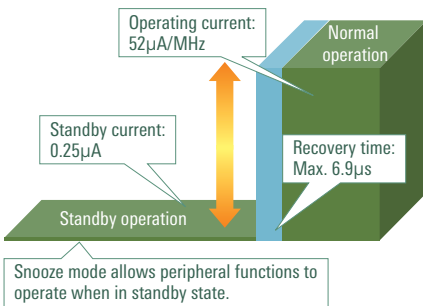 Operating current:
52µA/MHz
Normal
operation
Standby current:
0.25µA
Recovery time:
Max. 6.9µs
Standby operation
Snooze mode allows peripheral functions to
operate when in standby state.